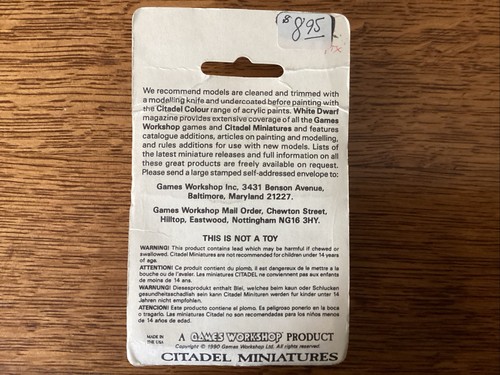 $ 8.95
We recommend models are cleaned and trimmed with
a modelling knife and undercoated before painting with
the Citadel Colour range of acrylic paints. White Dwarf
magazine provides extensive coverage of all the Games
Workshop games and Citadel Miniatures and features
catalogue additions, articles on painting and modelling,
and rules additions for use with new models. Lists of
the latest miniature releases and full information on all
these great products are freely available on request.
Please send a large stamped self-addressed envelope to:
Games Workshop Inc. 3431 Benson Avenue,
Baltimore, Maryland 21227.
Games Workshop Mail Order, Chewton Street,
Hilltop, Eastwood, Nottingham NG16 3HY.
THIS IS NOT A TOY
WARNING! This product contains lead which may be harmful if chewed or
swallowed. Citadel Miniatures are not recommended for children under 14 years
of age.
ATTENTION! Ce produit contient du plomb, il est dangereux de le mettre a la
bouche ou de l'avaler. Les miniatures CITADEL ne conviennent pas aux enfants
de moins de 14 ans.
WARNUNG! Dieseprodukt enthalt Blei, welches beim kauen oder Schlucken
gesundheitsschadlich sein kann Citadel Minituren werden fur kinder unter 14
Jahren nicht empfohlen.
ATENCION! Este producto contiene el plomo. Es peligroso ponerlo en la boca
o tragarlo. Las miniaturas Citadel no son recomendadas para los niños menos
de 14 años de edad.
MADE IN
THE USA
A GAMES WORKSHOP PRODUCT
Copyright © 1990 Games Workshop Ltd. All rights reserved.
CITADEL MINIATURES